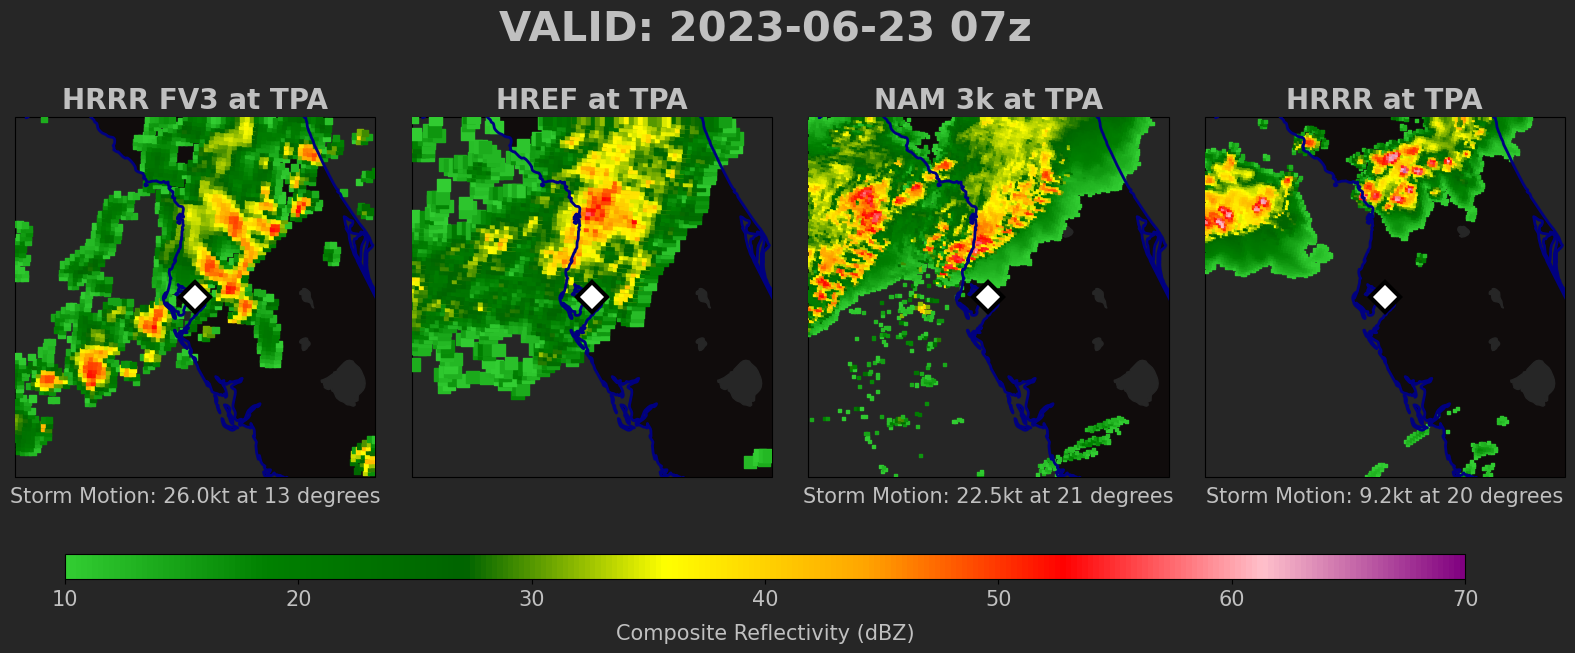 VALID: 2023-06-23 07z
HRRR FV3 at TPA
HREF at TPA
NAM 3k at TPA
HRRR at TPA
Storm Motion: 26.0kt at 13 degrees
Storm Motion: 22.5kt at 21 degrees
Storm Motion: 9.2kt at 20 degrees
10 20 30 40 50 60 70
Composite Reflectivity (dBZ)